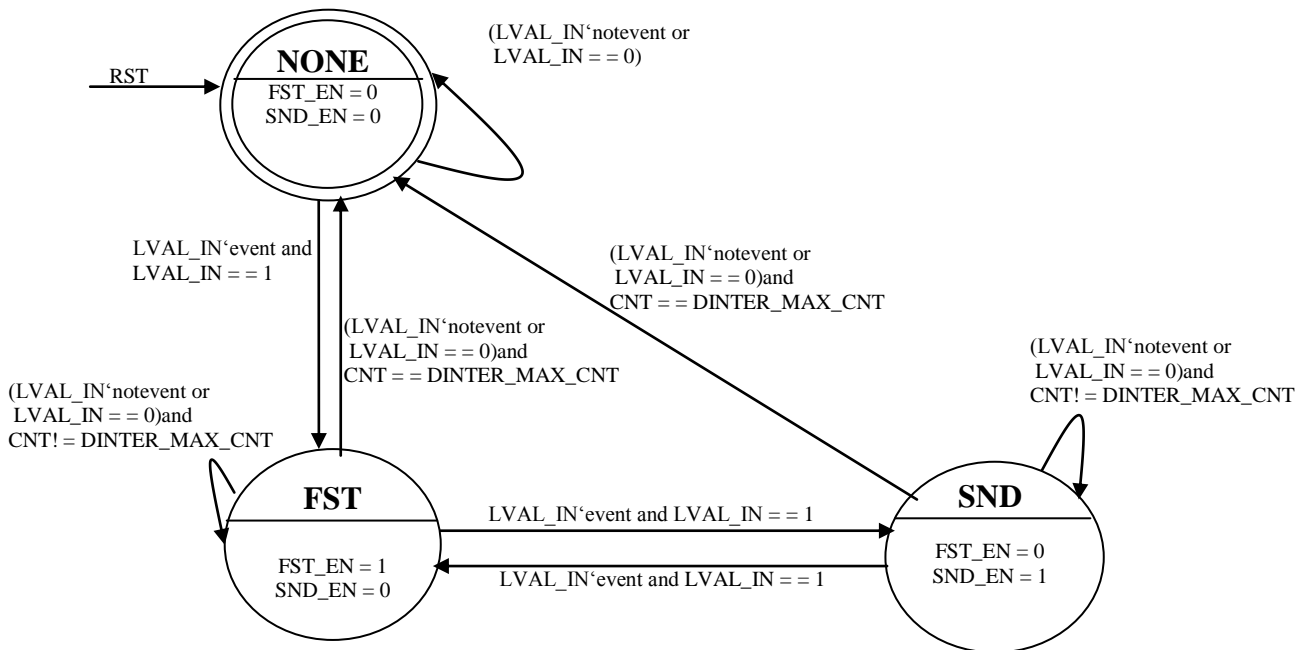 (LVAL_IN‘notevent or
LVAL_IN = = 0)
NONE
RST
FST_EN = 0
SND_EN = 0
LVAL_IN‘event and
LVAL_IN = = 1
(LVAL_IN‘notevent or
LVAL_IN = = 0)and
CNT = = DINTER_MAX_CNT
(LVAL_IN‘notevent or
LVAL_IN = = 0)and
CNT = = DINTER_MAX_CNT
(LVAL_IN‘notevent or
LVAL_IN = = 0)and
CNT! = DINTER_MAX_CNT
(LVAL_IN‘notevent or
LVAL_IN = = 0)and
CNT! = DINTER_MAX_CNT
FST
FST_EN = 1
SND_EN = 0
LVAL_IN‘event and LVAL_IN = = 1
LVAL_IN‘event and LVAL_IN = = 1
SND
FST_EN = 0
SND_EN = 1